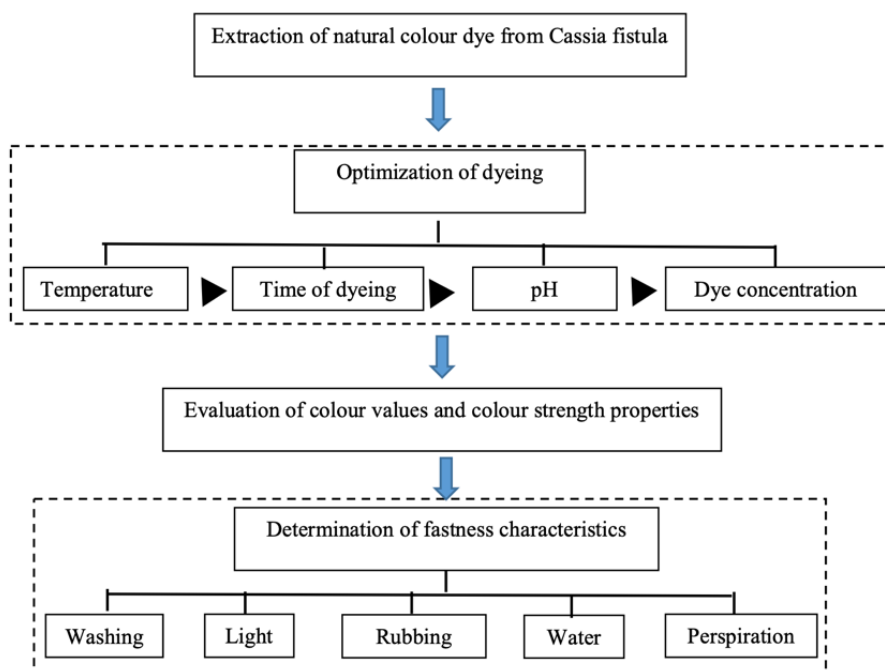 Extraction of natural colour dye from Cassia fistula
Optimization of dyeing
Temperature
Time of dyeing
pH
Dye concentration
Evaluation of colour values and colour strength properties
Determination of fastness characteristics
Washing
Light
Rubbing
Water
Perspiration